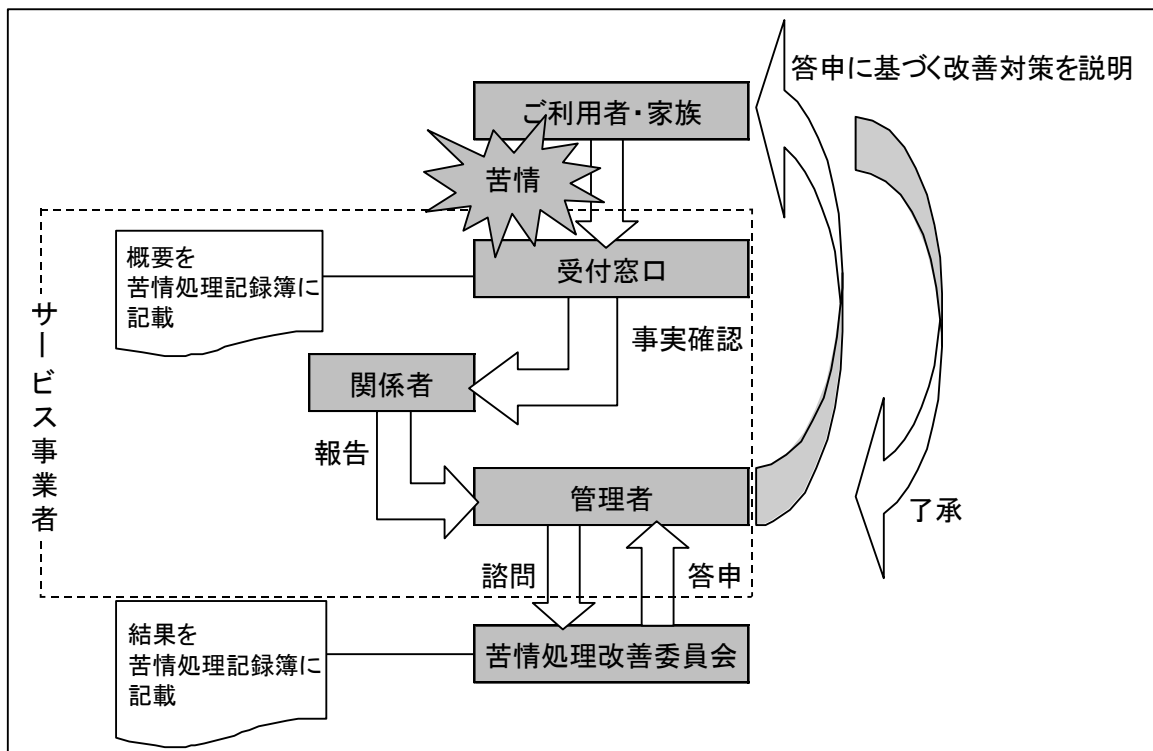 答申に基づく改善対策を説明
ご利用者・家族
苦情
受付窓口
概要を
苦情処理記録簿に
記載
サービス事業者
事実確認
関係者
報告
管理者
了承
諮問
答申
苦情処理改善委員会
結果を
苦情処理記録簿に
記載